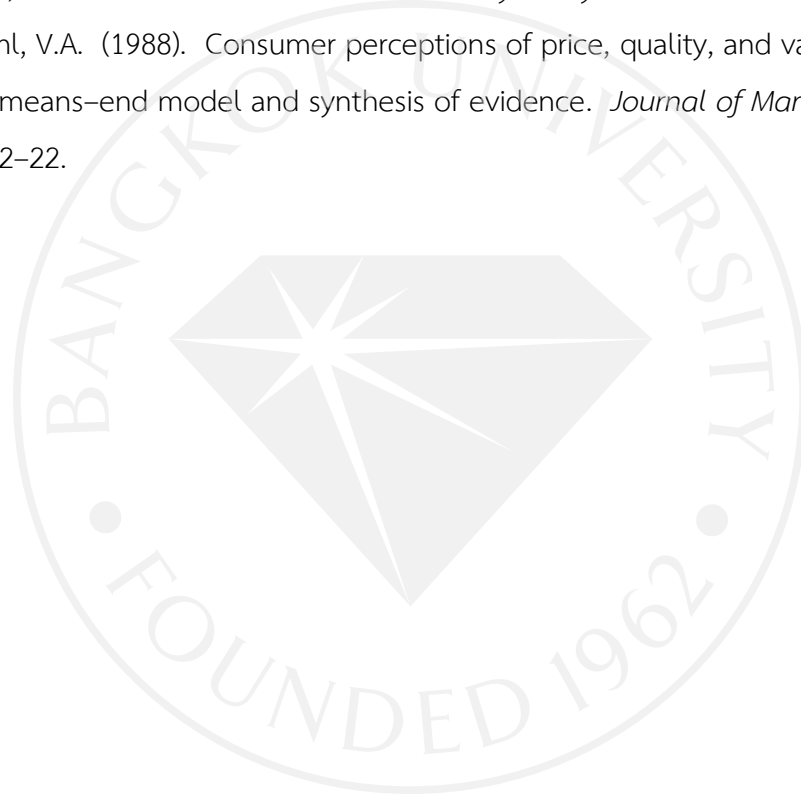 hl, V.A. (1988). Consumer perceptions of price, quality, and va
means–end model and synthesis of evidence. Journal of Mar
2–22.
BANGKOK UNIVERSITY
FOUNDED 1962